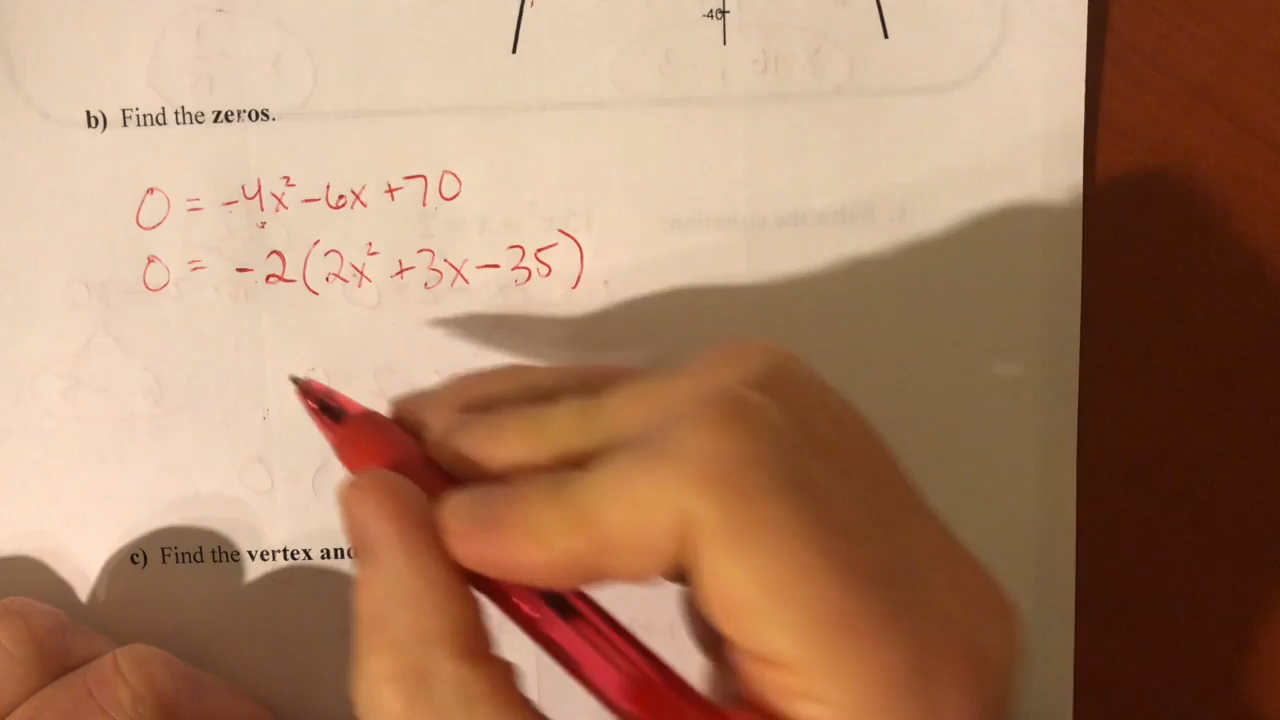 -40
b) Find the zeros.
0 = -4x² - 6x + 70
0 = -2(2x² + 3x - 35)
c) Find the vertex and